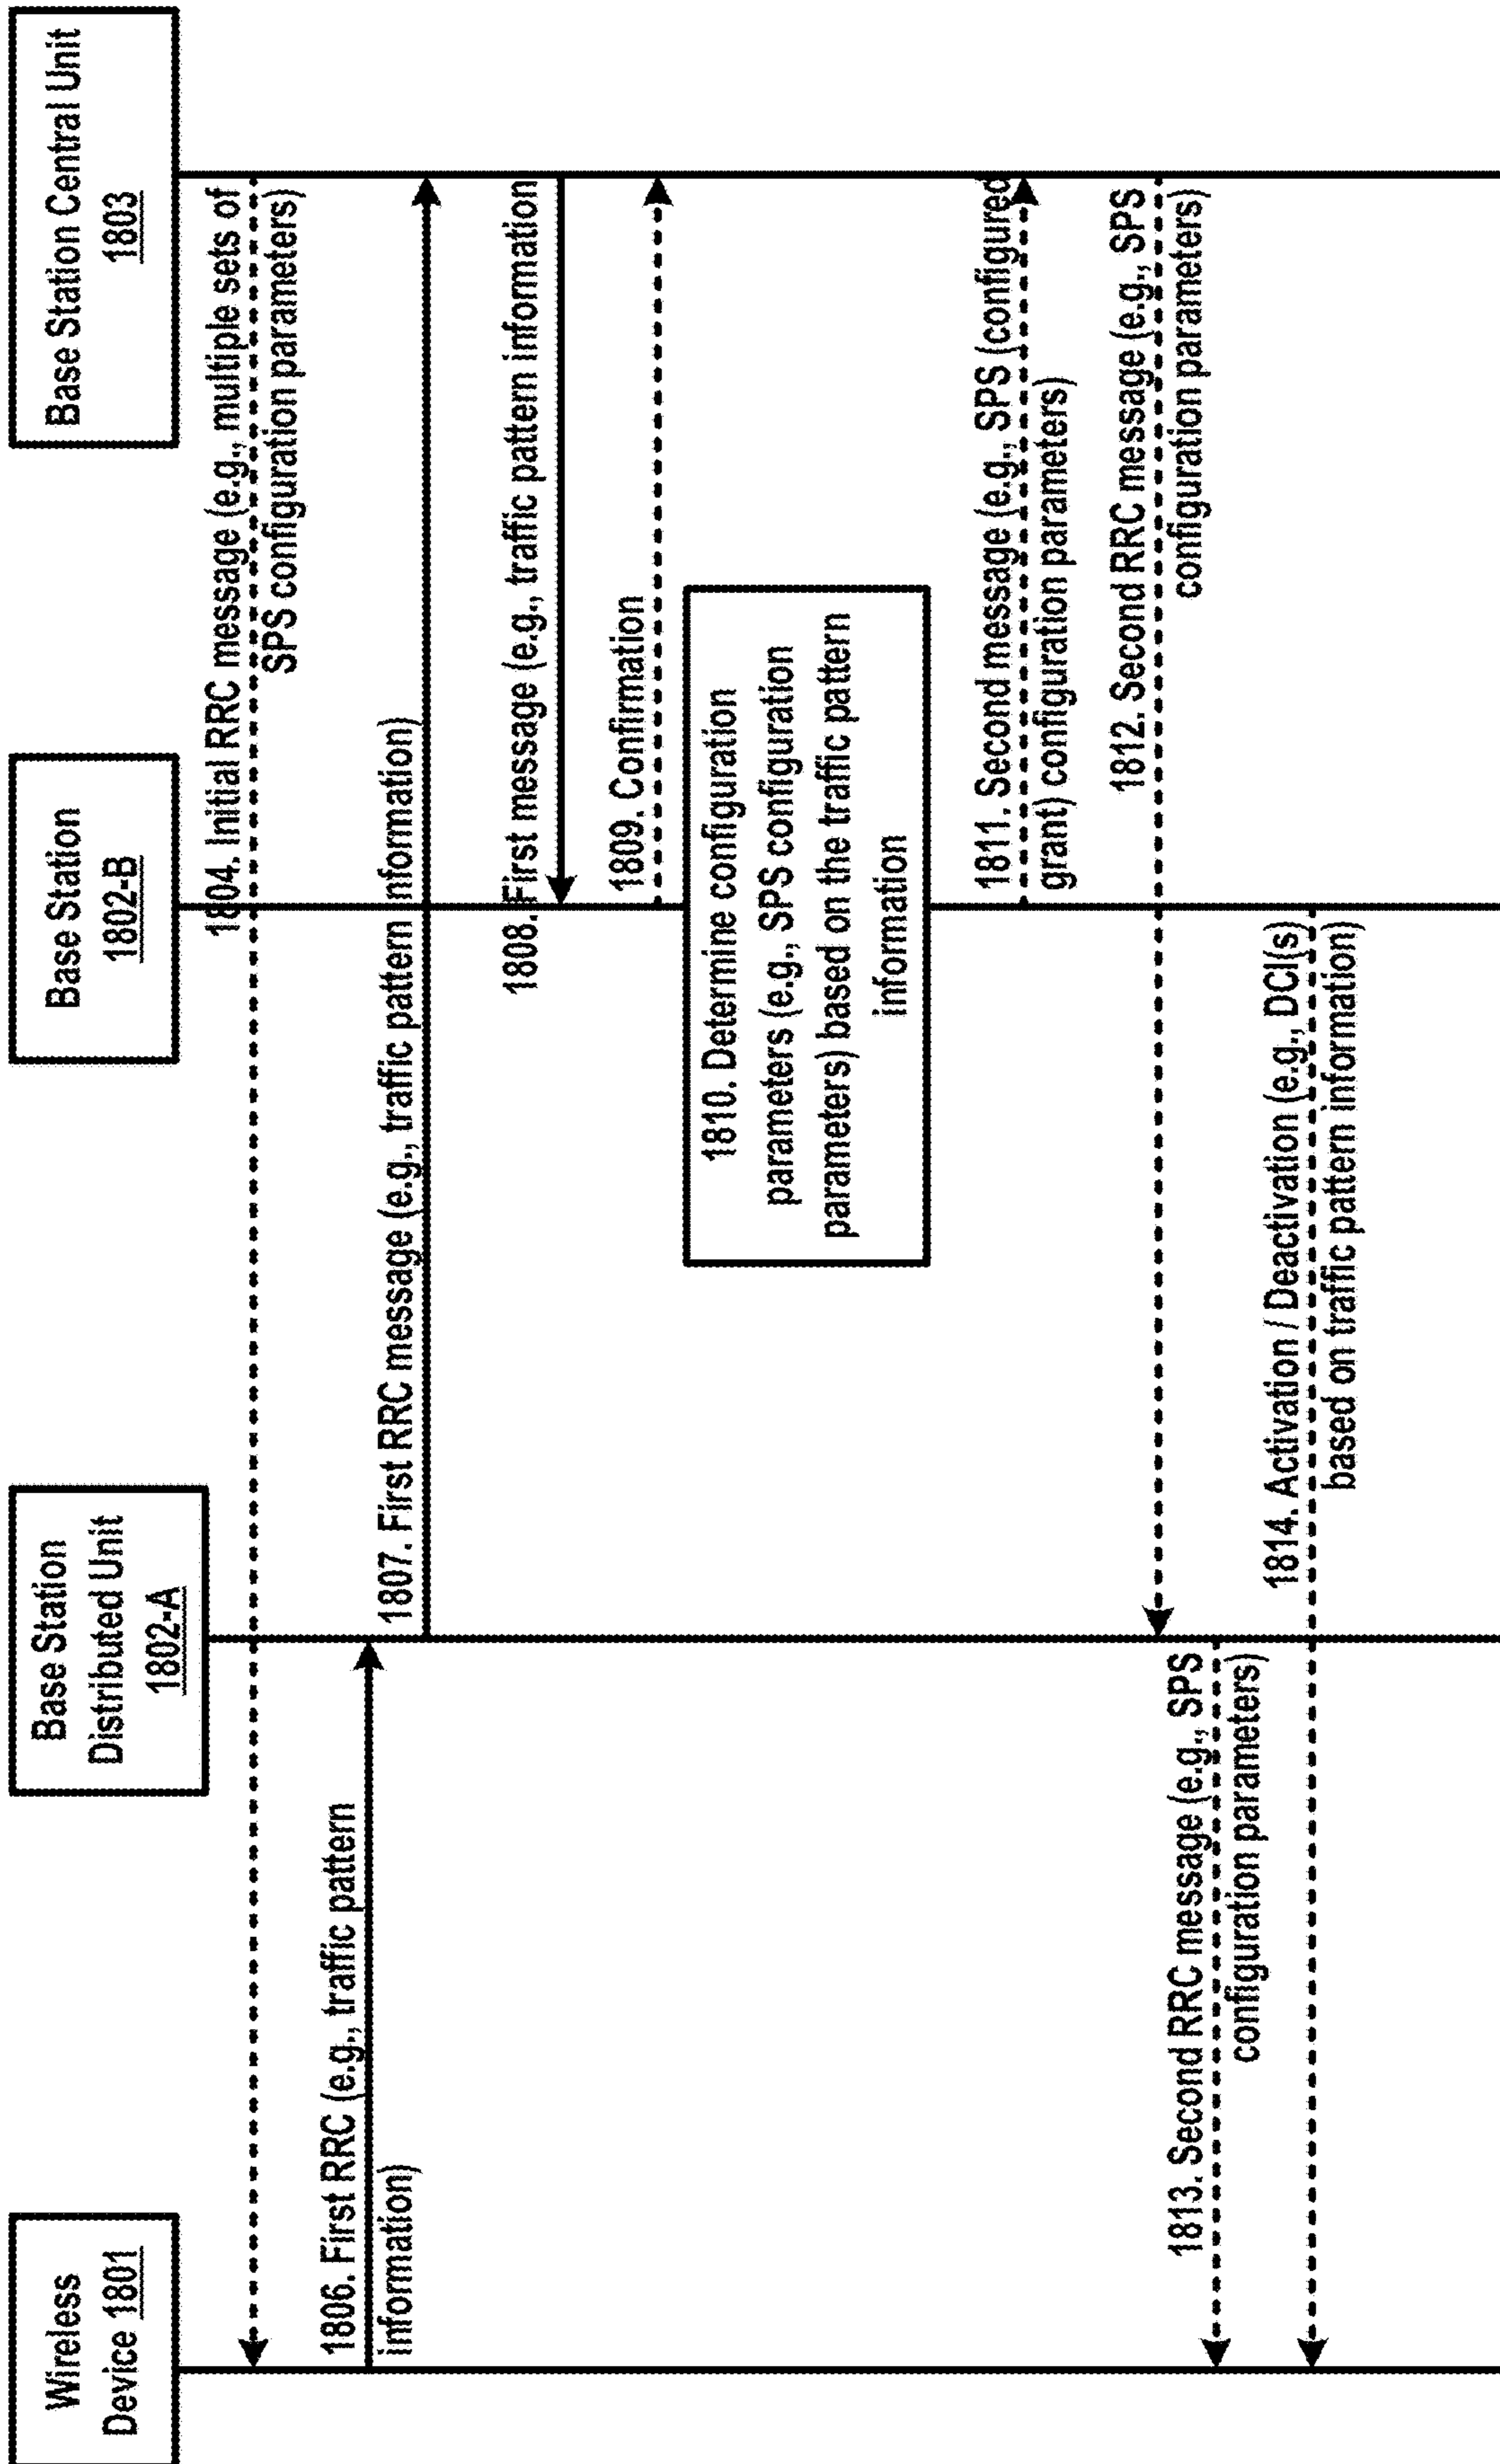 Wireless
Device 1801
Base Station
Distributed Unit
1802-A
Base Station
1802-B
Base Station Central Unit
1803
1804. Initial RRC message (e.g., multiple sets of
SPS configuration parameters)
1806. First RRC (e.g., traffic pattern
information)
1807. First RRC message (e.g., traffic pattern information)
1808. First message (e.g., traffic pattern information
1809. Confirmation
1810. Determine configuration
parameters (e.g., SPS configuration
parameters) based on the traffic pattern
information
1811. Second message (e.g., SPS (configured
grant) configuration parameters)
1812. Second RRC message (e.g., SPS
configuration parameters)
1813. Second RRC message (e.g., SPS
configuration parameters)
1814. Activation / Deactivation (e.g., DCI(s)
based on traffic pattern information)